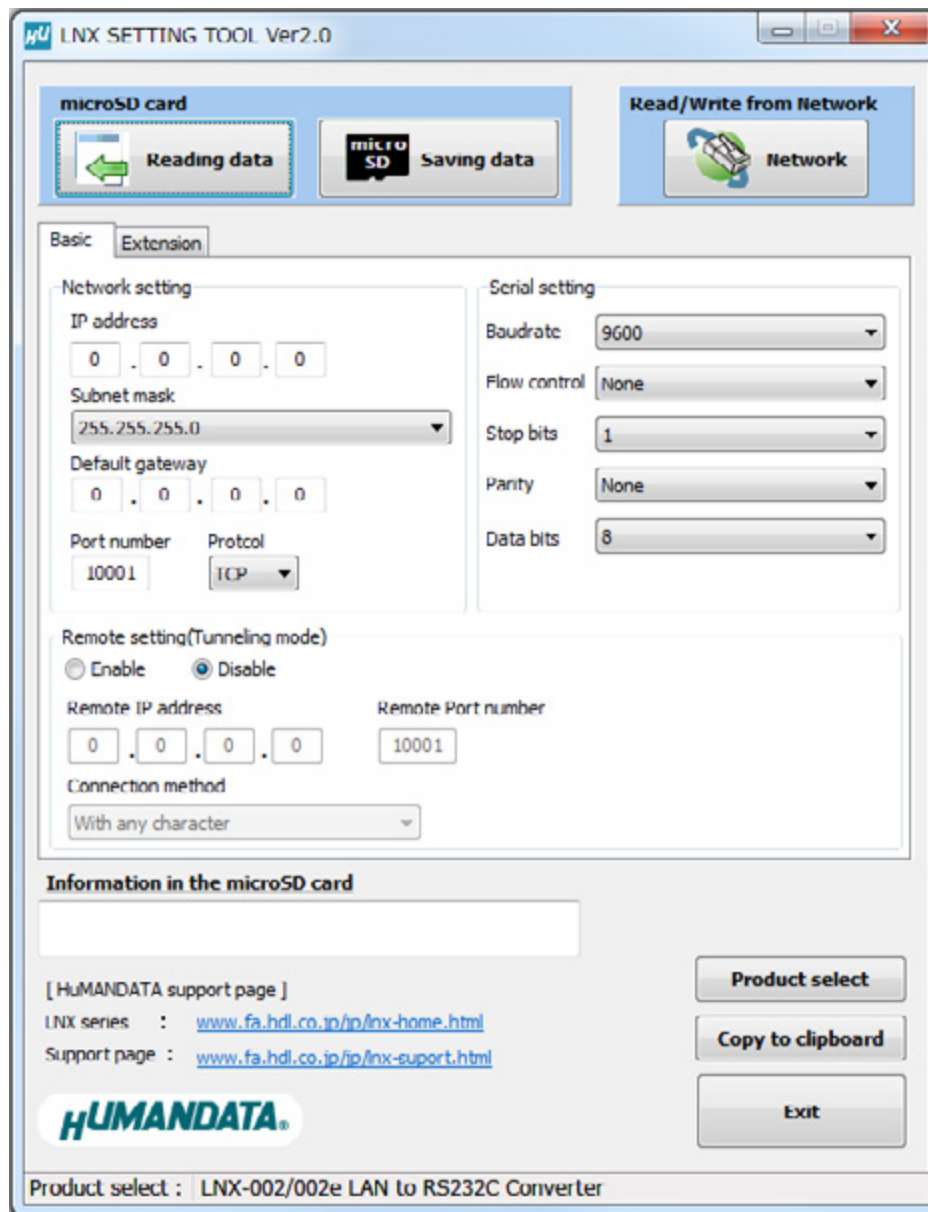 HU LNX SETTING TOOL Ver2.0
microSD card
Read/Write from Network
Reading data
micro
SD
Saving data
Network
Basic
Extension
Network setting
IP address
0 . 0 . 0 . 0
Subnet mask
255.255.255.0
Default gateway
0 . 0 . 0 . 0
Port number
Protcol
10001
TCP
Serial setting
Baudrate
9600
Flow control
None
Stop bits
1
Parity
None
Data bits
8
Remote setting(Tunneling mode)
Enable
Disable
Remote IP address
Remote Port number
0 . 0 . 0 . 0
10001
Connection method
With any character
Information in the microSD card
[ HuMANDATA support page ]
LNX series : www.fa.hdl.co.jp/jp/lnx-home.html
Support page : www.fa.hdl.co.jp/jp/lnx-suport.html
HUMANDATA®
Product select
Copy to clipboard
Exit
Product select : LNX-002/002e LAN to RS232C Converter